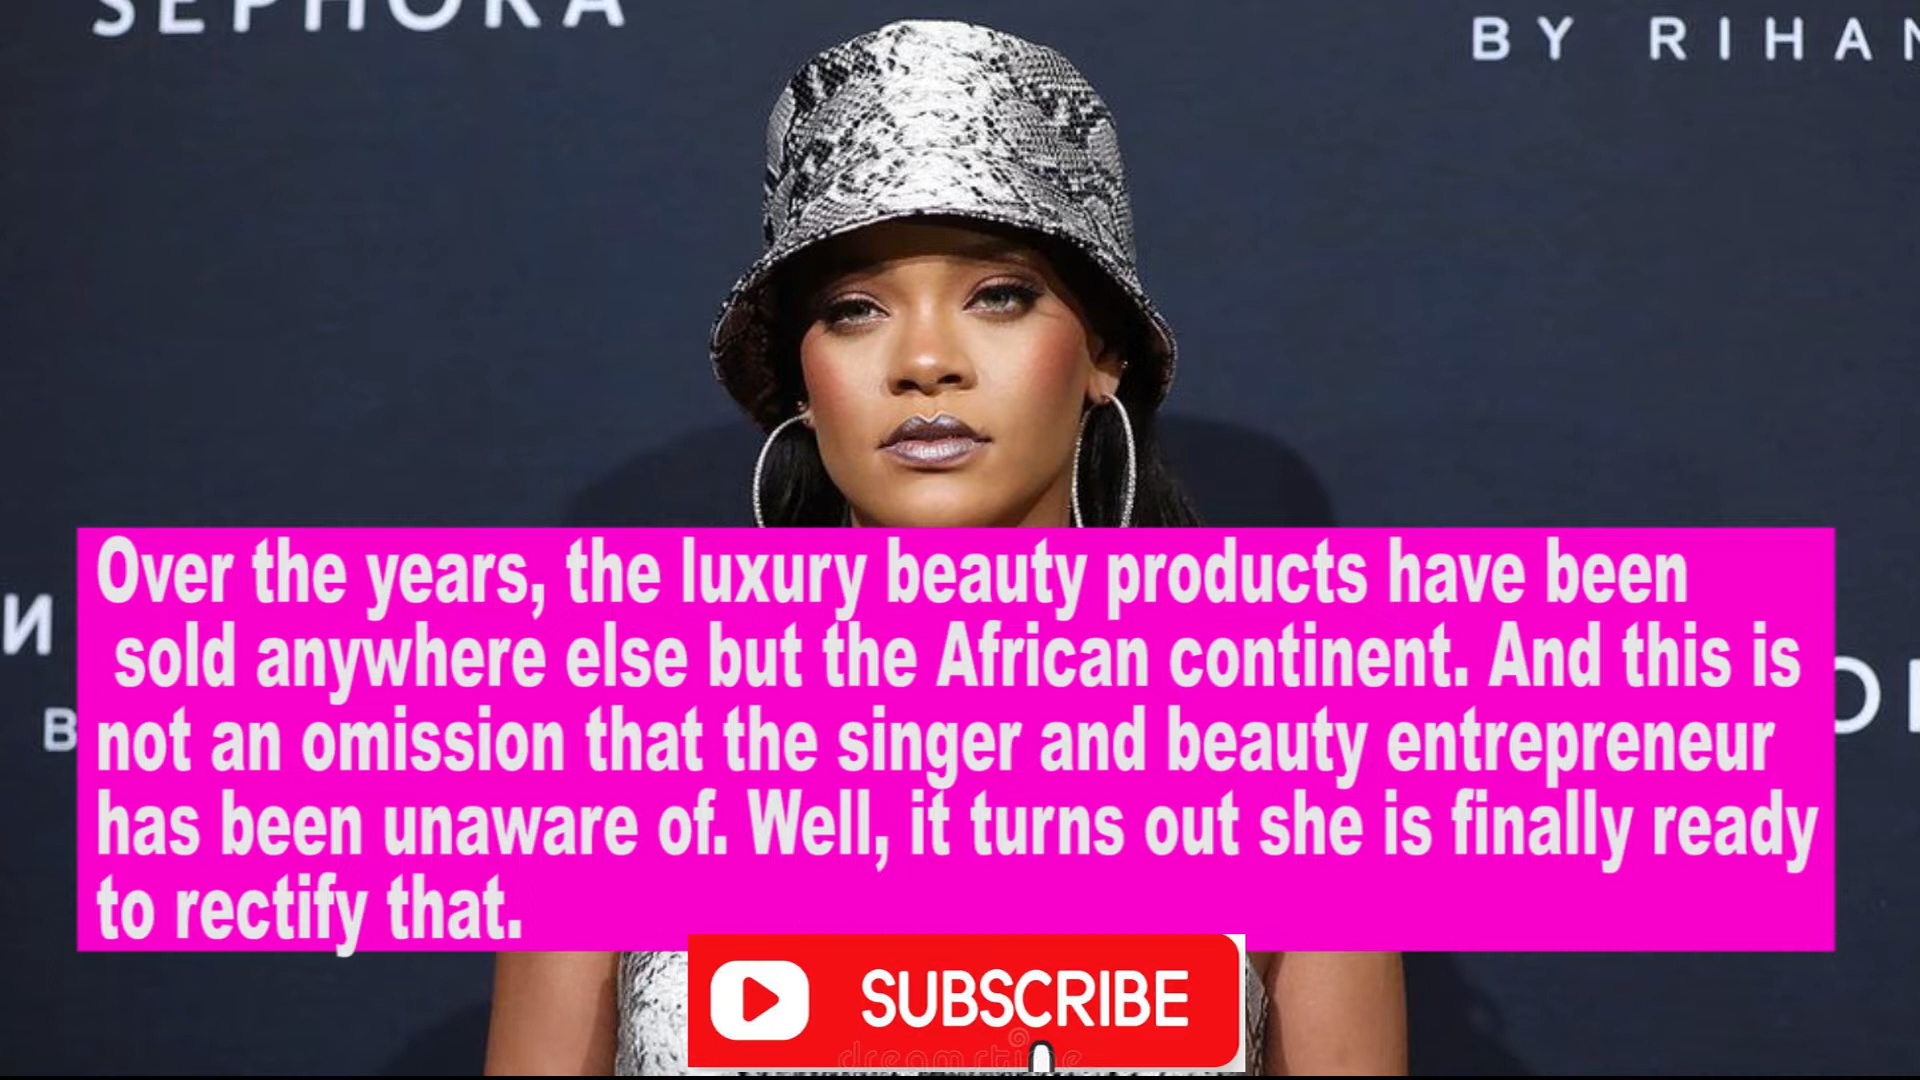 SEPHORA
BY RIHAN
Over the years, the luxury beauty products have been
sold anywhere else but the African continent. And this is
not an omission that the singer and beauty entrepreneur
has been unaware of. Well, it turns out she is finally ready
to rectify that.
SUBSCRIBE
dreamstime